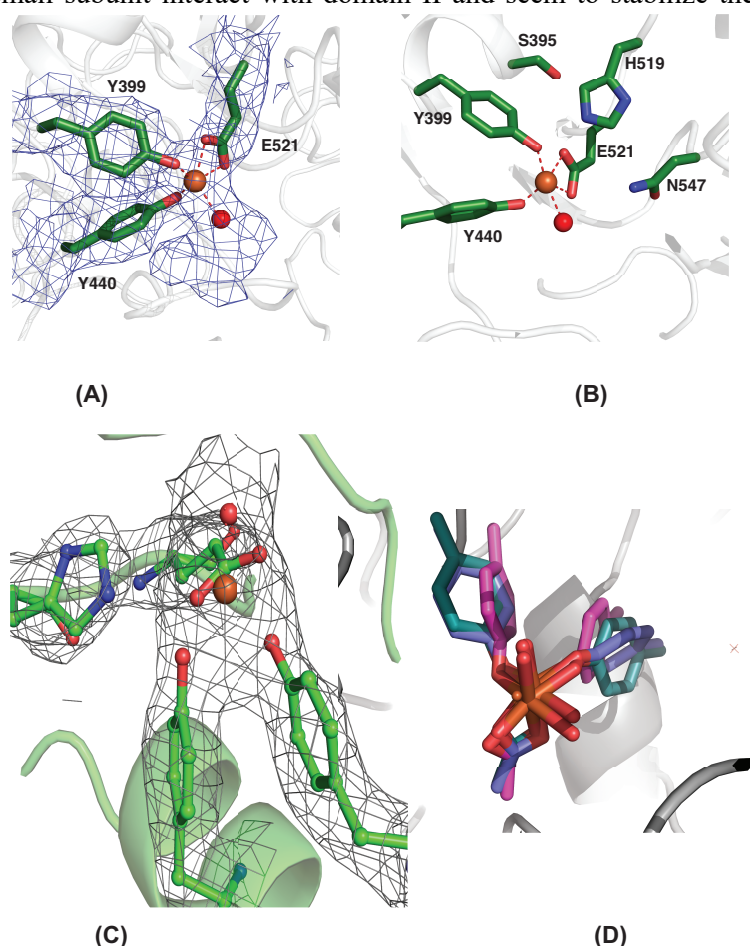 small subunit interact with domain II and seem to stabilize the
Y399
E521
Y440
S395
H519
Y399
E521
N547
Y440
(A)
(B)
(C)
(D)